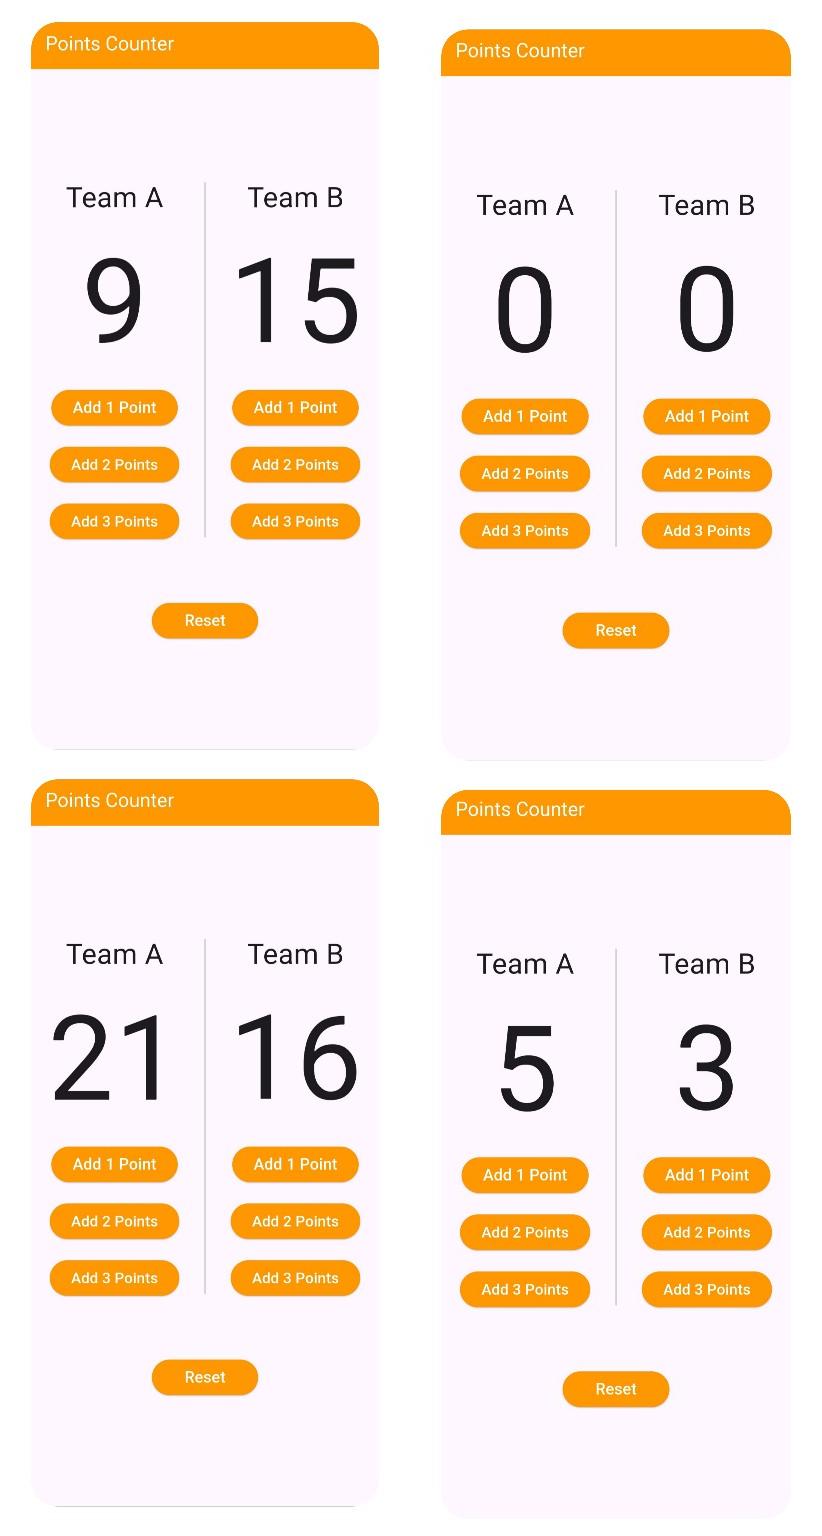 Points Counter
Team A Team B
9 15
Add 1 Point Add 1 Point
Add 2 Points Add 2 Points
Add 3 Points Add 3 Points
Reset
Points Counter
Team A Team B
0 0
Add 1 Point Add 1 Point
Add 2 Points Add 2 Points
Add 3 Points Add 3 Points
Reset
Points Counter
Team A Team B
21 16
Add 1 Point Add 1 Point
Add 2 Points Add 2 Points
Add 3 Points Add 3 Points
Reset
Points Counter
Team A Team B
5 3
Add 1 Point Add 1 Point
Add 2 Points Add 2 Points
Add 3 Points Add 3 Points
Reset